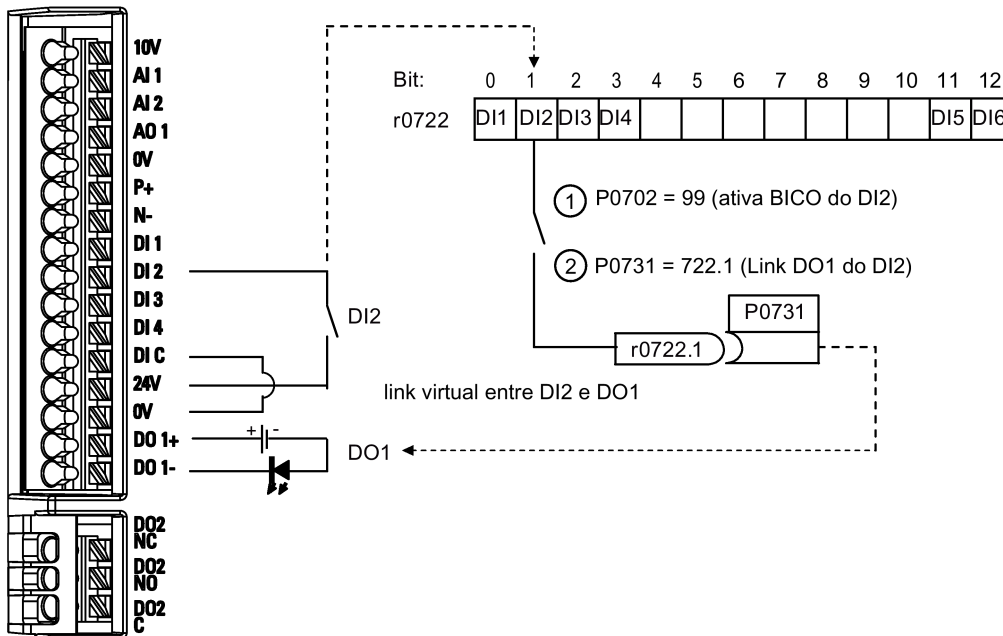 10V
AI 1
AI 2
AO 1
0V
P+
N-
DI 1
DI 2
DI 3
DI 4
DI C
24V
0V
DO 1+
DO 1-
DO2
NC
DO2
NO
DO2
C
Bit: 0 1 2 3 4 5 6 7 8 9 10 11 12
r0722 DI1 DI2 DI3 DI4 DI5 DI6
1 P0702 = 99 (ativa BICO do DI2)
2 P0731 = 722.1 (Link DO1 do DI2)
P0731
r0722.1
DI2
link virtual entre DI2 e DO1
+ -
DO1